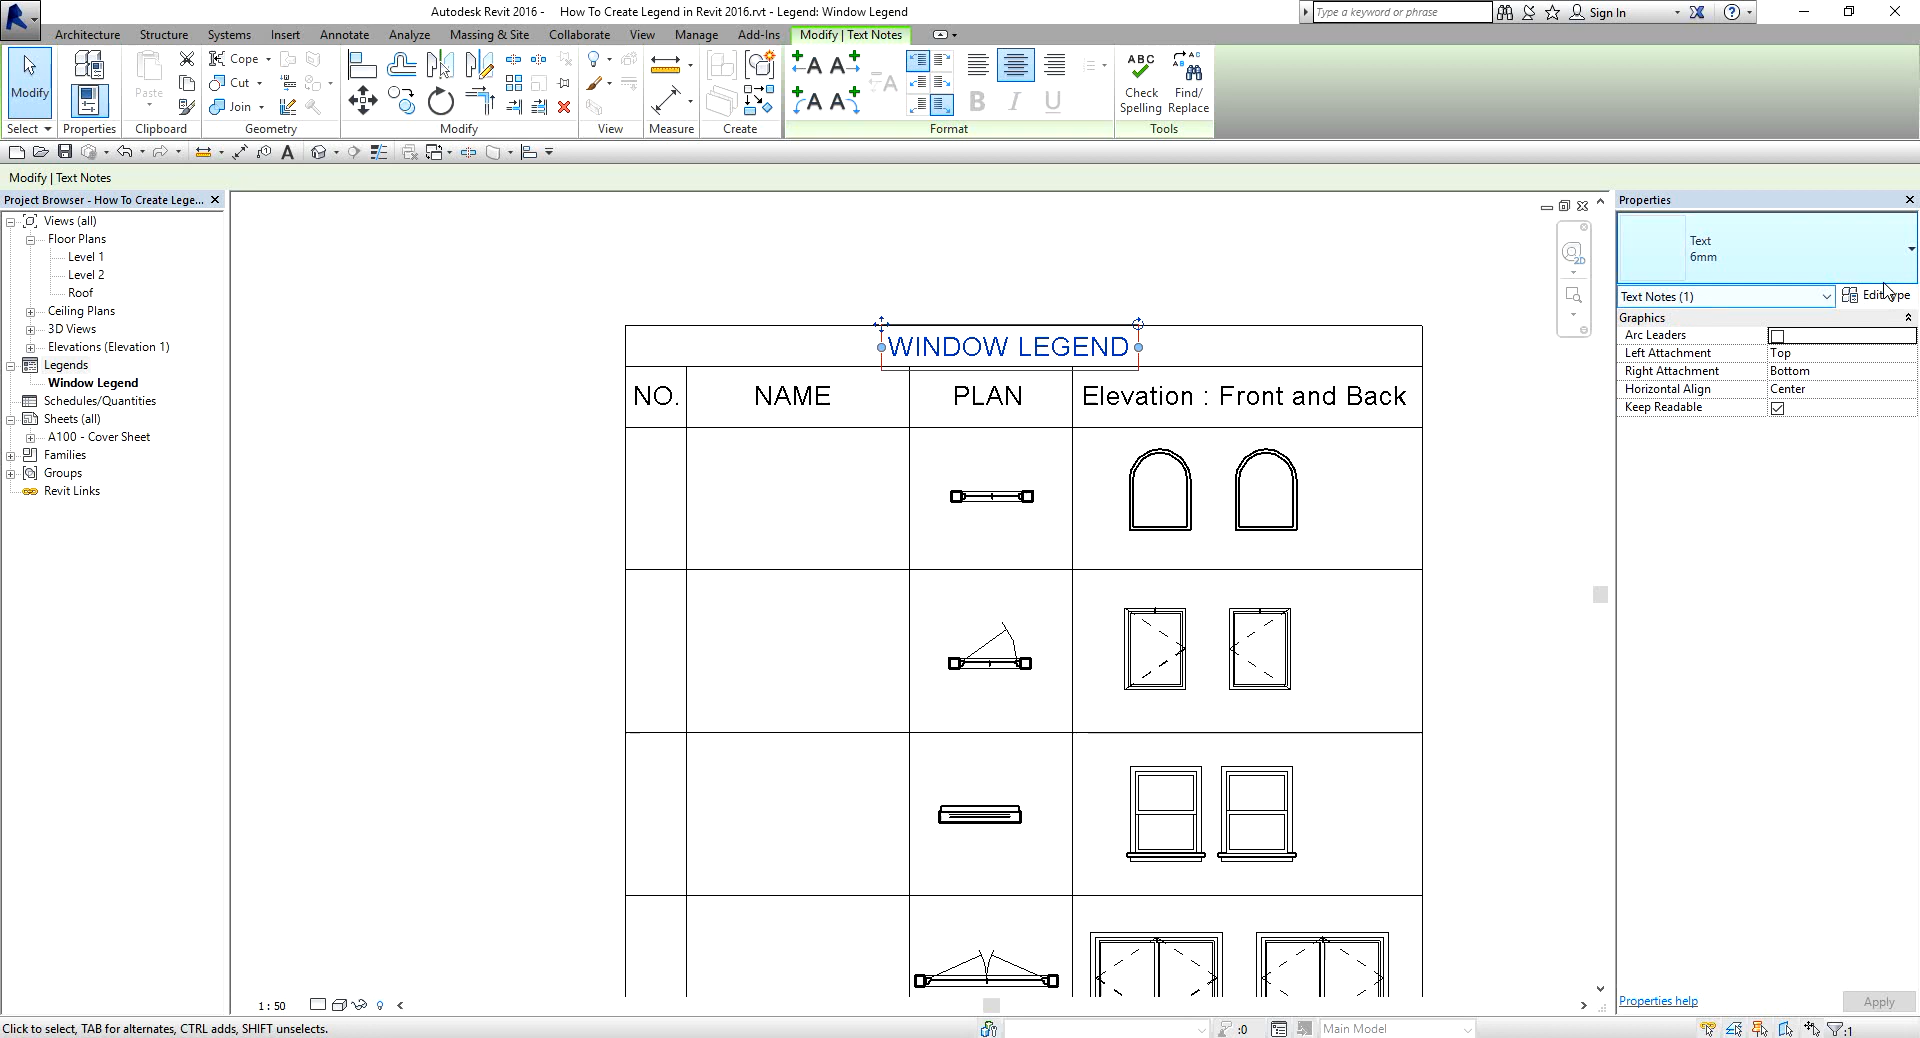 Autodesk Revit 2016 - How To Create Legend in Revit 2016.rvt - Legend: Window Legend
Type a keyword or phrase
Sign In
Architecture Structure Systems Insert Annotate Analyze Massing & Site Collaborate View Manage Add-Ins Modify | Text Notes
Modify
Paste
Cope
Cut
Join
ABC
Check Spelling
Find/ Replace
Select Properties Clipboard Geometry Modify View Measure Create Format Tools
Modify | Text Notes
Project Browser - How To Create Lege...
Views (all)
Floor Plans
Level 1
Level 2
Roof
Ceiling Plans
3D Views
Elevations (Elevation 1)
Legends
Window Legend
Schedules/Quantities
Sheets (all)
A100 - Cover Sheet
Families
Groups
Revit Links
2D
WINDOW LEGEND
NO. NAME PLAN Elevation : Front and Back
Properties
Text
6mm
Text Notes (1)
Edit Type
Graphics
Arc Leaders
Left Attachment Top
Right Attachment Bottom
Horizontal Align Center
Keep Readable
Properties help
Apply
1 : 50
Click to select, TAB for alternates, CTRL adds, SHIFT unselects.
:0
Main Model
:1